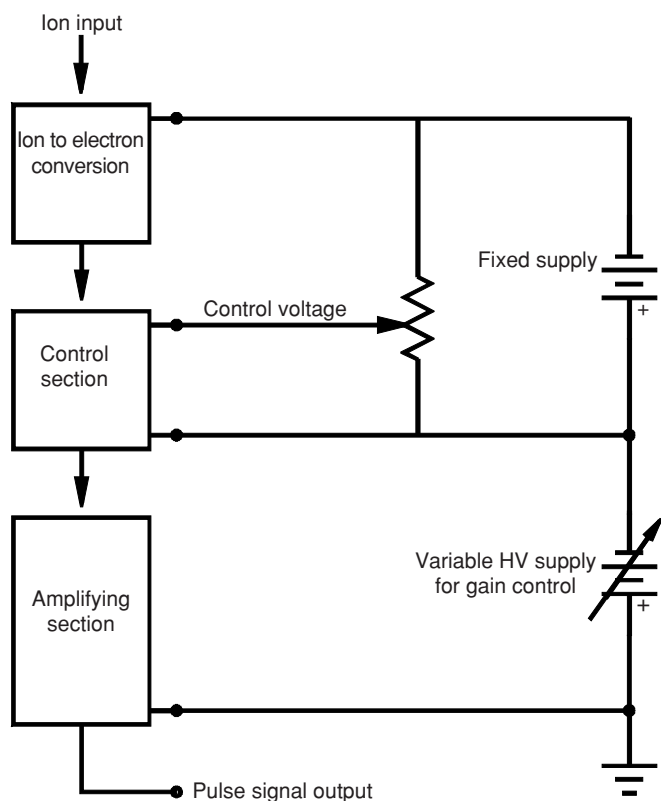 Ion input
Ion to electron
conversion
Fixed supply
+
Control voltage
Control
section
Variable HV supply
for gain control
+
Amplifying
section
Pulse signal output